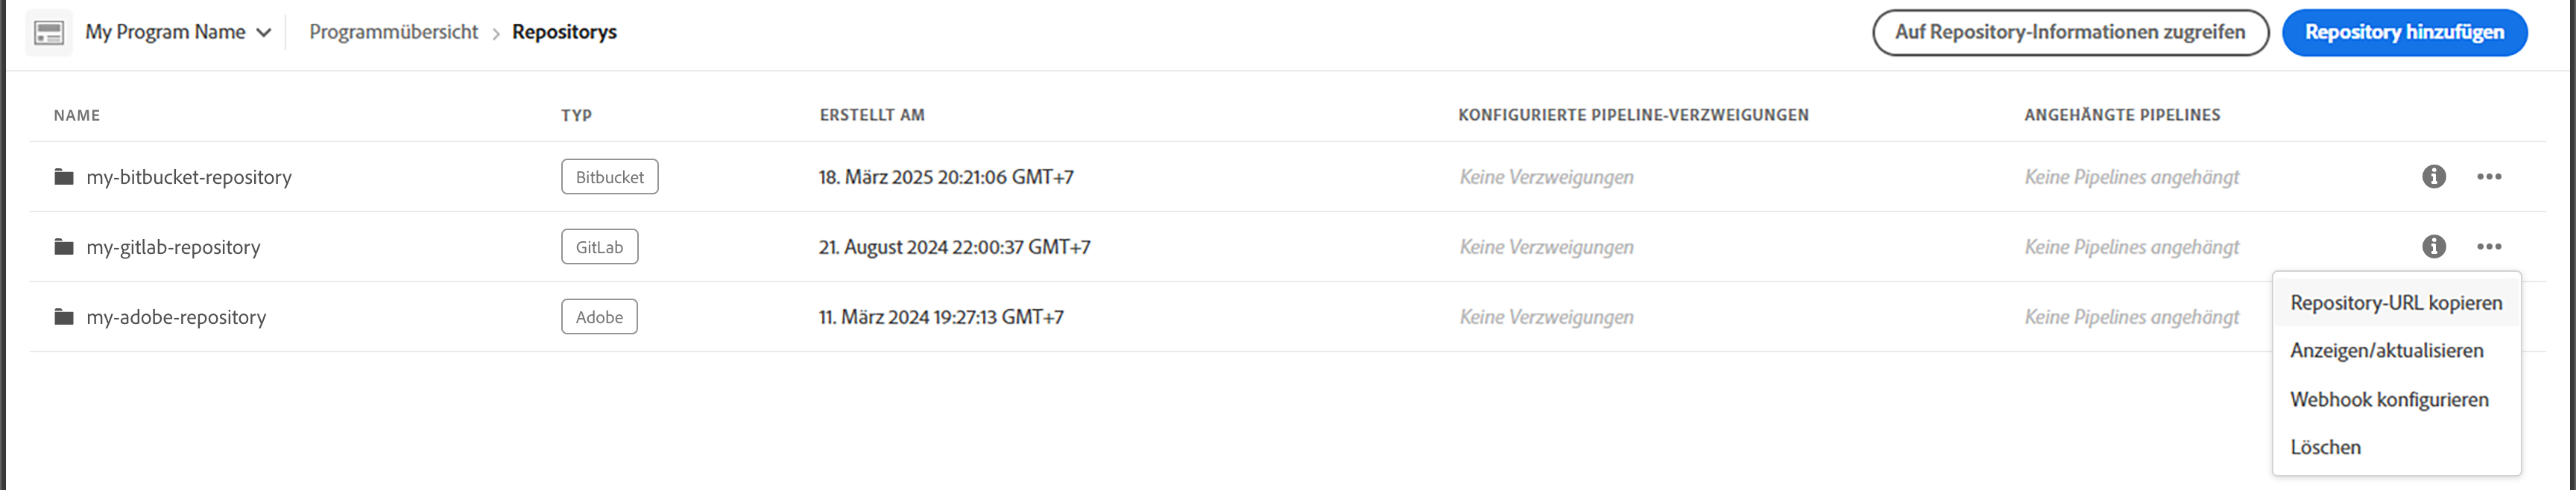 My Program Name Programmübersicht > Repositorys Auf Repository-Informationen zugreifen Repository hinzufügen
NAME TYP ERSTELLT AM KONFIGURIERTE PIPELINE-VERZWEIGUNGEN ANGEHÄNGTE PIPELINES
my-bitbucket-repository Bitbucket 18. März 2025 20:21:06 GMT+7 Keine Verzweigungen Keine Pipelines angehängt
my-gitlab-repository GitLab 21. August 2024 22:00:37 GMT+7 Keine Verzweigungen Keine Pipelines angehängt
my-adobe-repository Adobe 11. März 2024 19:27:13 GMT+7 Keine Verzweigungen Keine Pipelines angehängt
Repository-URL kopieren
Anzeigen/aktualisieren
Webhook konfigurieren
Löschen